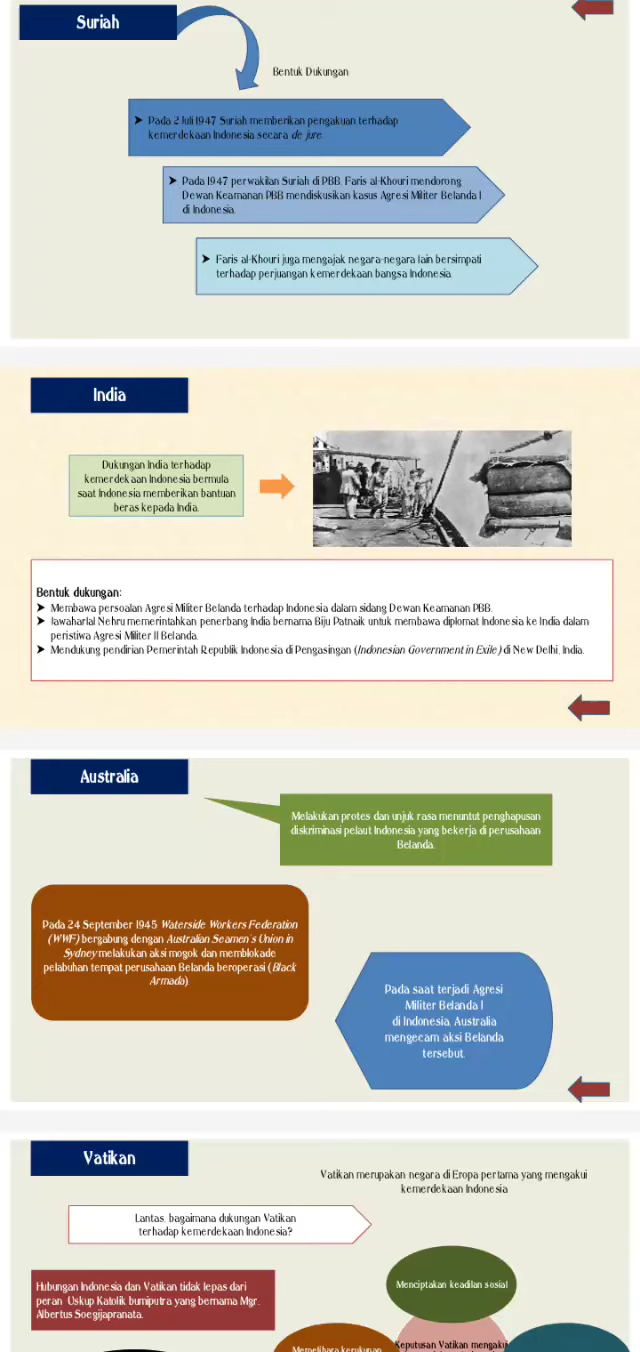 Suriah
Bentuk Dukungan
➤ Pada 2 Juli 1947 Suriah memberikan pengakuan terhadap
kemerdekaan Indonesia secara de jure.
➤ Pada 1947 perwakilan Suriah di PBB, Faris al-Khouri mendorong
Dewan Keamanan PBB mendiskusikan kasus Agresi Militer Belanda I
di Indonesia.
➤ Faris al-Khouri juga mengajak negara-negara lain bersimpati
terhadap perjuangan kemerdekaan bangsa Indonesia.
India
Dukungan India terhadap
kemerdekaan Indonesia bermula
saat Indonesia memberikan bantuan
beras kepada India.
Bentuk dukungan:
➤ Membawa persoalan Agresi Militer Belanda terhadap Indonesia dalam sidang Dewan Keamanan PBB.
➤ Jawaharlal Nehru memerintahkan penerbang India bernama Biju Patnaik untuk membawa diplomat Indonesia ke India dalam
peristiwa Agresi Militer II Belanda.
➤ Mendukung pendirian Pemerintah Republik Indonesia di Pengasingan (Indonesian Government in Exile) di New Delhi, India.
Australia
Melakukan protes dan unjuk rasa menuntut penghapusan
diskriminasi pelaut Indonesia yang bekerja di perusahaan
Belanda.
Pada 24 September 1945 Waterside Workers Federation
(WWF) bergabung dengan Australian Seamen's Union in
Sydney melakukan aksi mogok dan memblokade
pelabuhan tempat perusahaan Belanda beroperasi (Black
Armada).
Pada saat terjadi Agresi
Militer Belanda I
di Indonesia, Australia
mengecam aksi Belanda
tersebut.
Vatikan
Vatikan merupakan negara di Eropa pertama yang mengakui
kemerdekaan Indonesia
Lantas, bagaimana dukungan Vatikan
terhadap kemerdekaan Indonesia?
Hubungan Indonesia dan Vatikan tidak lepas dari
peran Uskup Katolik bumiputra yang bernama Mgr.
Albertus Soegijapranata.
Menciptakan keadilan sosial
Keputusan Vatikan mengakui
Memelihara kerukunan